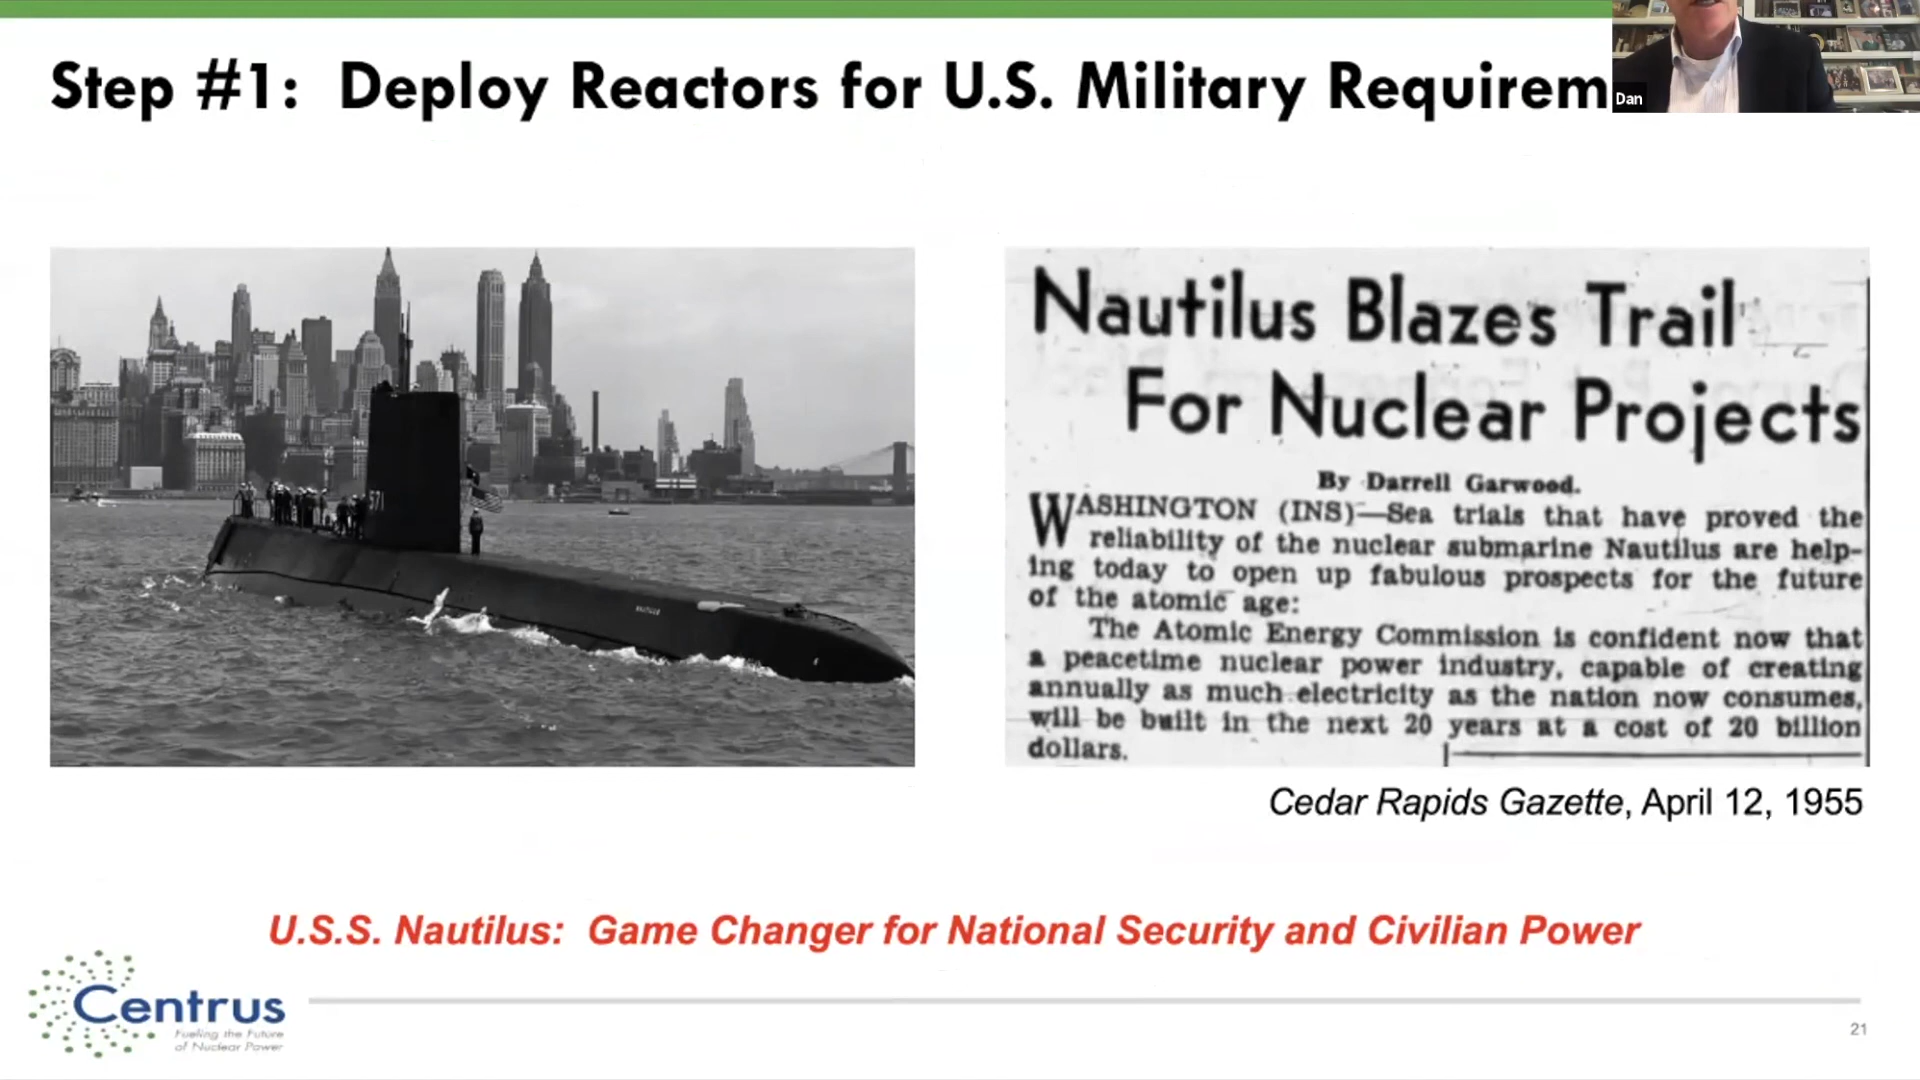 Step #1: Deploy Reactors for U.S. Military Requirem
Dan
571
NAUTILUS
Nautilus Blazes Trail
For Nuclear Projects
By Darrell Garwood.
WASHINGTON (INS)—Sea trials that have proved the
reliability of the nuclear submarine Nautilus are help-
ing today to open up fabulous prospects for the future
of the atomic age:
The Atomic Energy Commission is confident now that
a peacetime nuclear power industry, capable of creating
annually as much electricity as the nation now consumes,
will be built in the next 20 years at a cost of 20 billion
dollars.
Cedar Rapids Gazette, April 12, 1955
U.S.S. Nautilus: Game Changer for National Security and Civilian Power
Centrus
Fueling the Future
of Nuclear Power
21